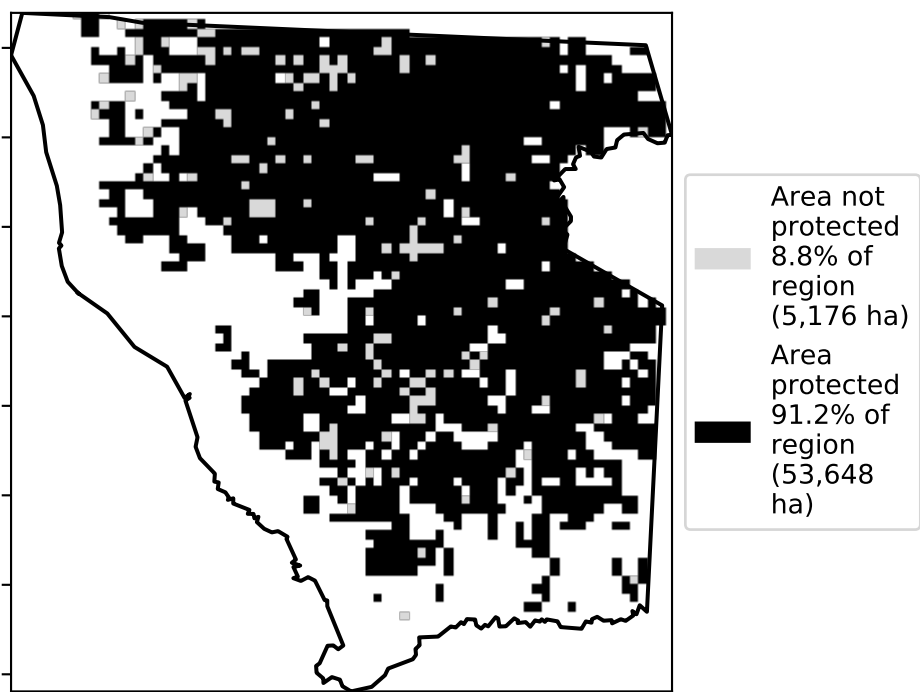 Area not
protected
8.8% of
region
(5,176 ha)
Area
protected
91.2% of
region
(53,648
ha)